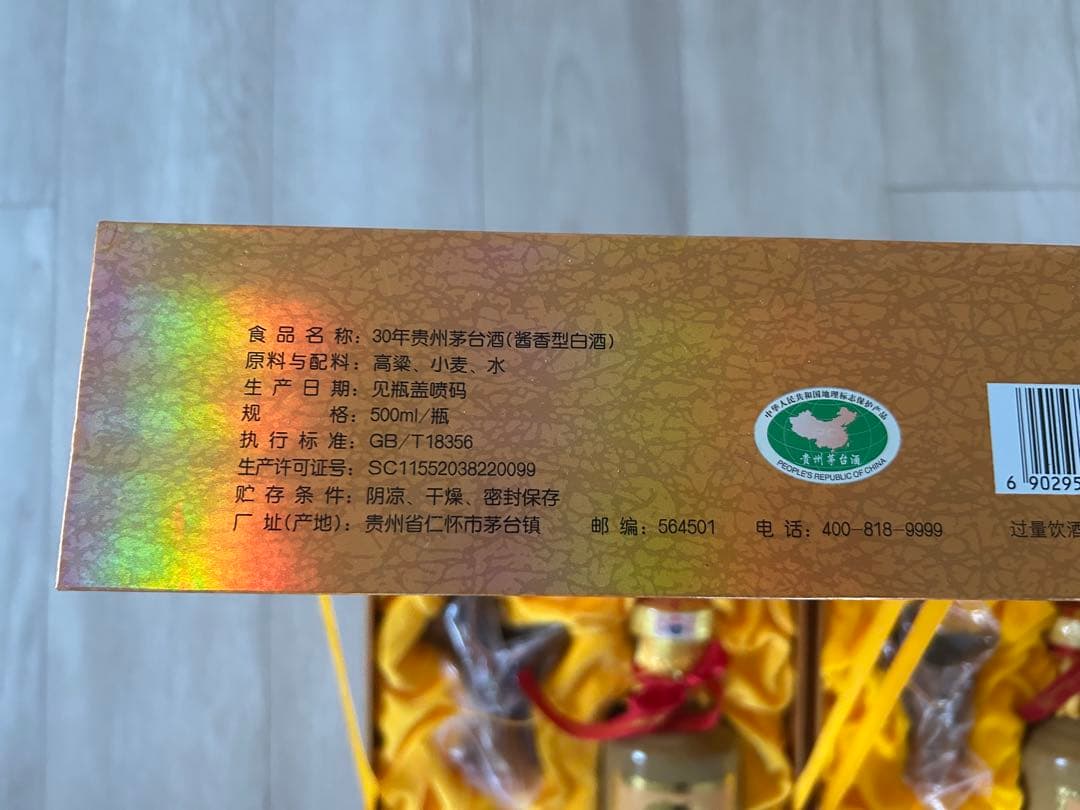 食品名称：30年贵州茅台酒(酱香型白酒)
原料与配料：高粱、小麦、水
生产日期：见瓶盖喷码
规格：500ml/瓶
执行标准：GB/T18356
生产许可证号：SC11552038220099
贮存条件：阴凉、干燥、密封保存
厂址(产地)：贵州省仁怀市茅台镇 邮编：564501 电话：400-818-9999 过量饮酒
中华人民共和国地理标志保护产品
贵州茅台酒
PEOPLE'S REPUBLIC OF CHINA
6 90295